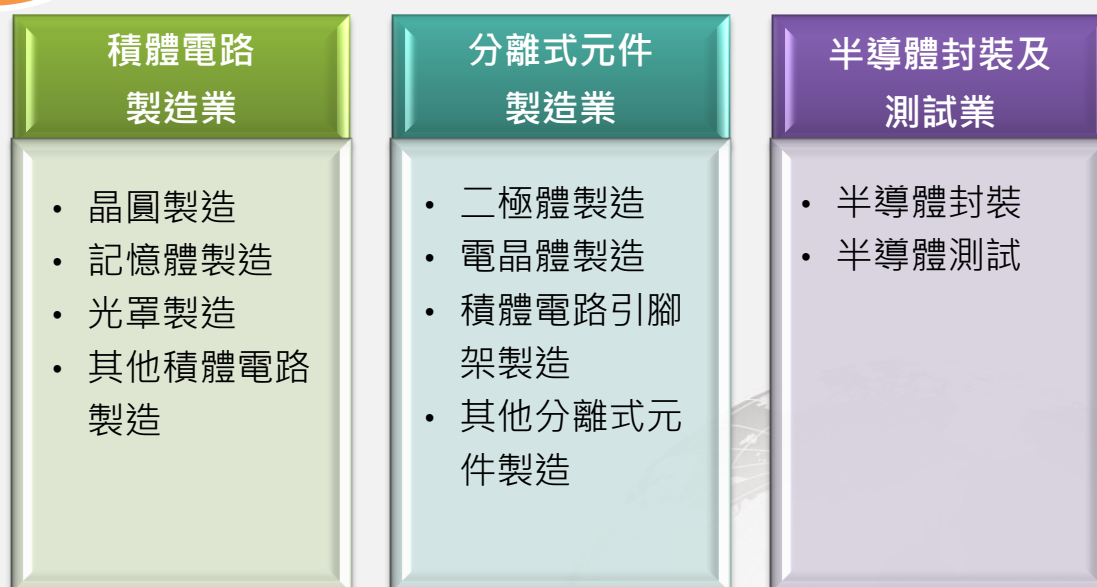 積體電路
製造業
• 晶圓製造
• 記憶體製造
• 光罩製造
• 其他積體電路
製造
分離式元件
製造業
• 二極體製造
• 電晶體製造
• 積體電路引腳
架製造
• 其他分離式元
件製造
半導體封裝及
測試業
• 半導體封裝
• 半導體測試